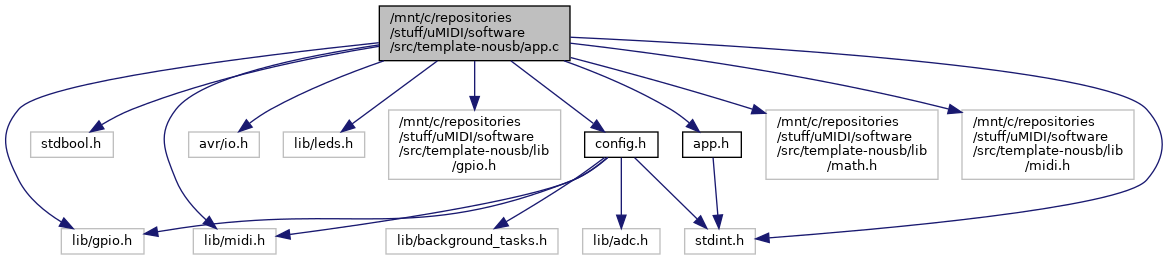 /mnt/c/repositories
/stuff/uMIDI/software
/src/template-nousb/app.c
stdbool.h
avr/io.h
lib/leds.h
/mnt/c/repositories
/stuff/uMIDI/software
/src/template-nousb/lib
/gpio.h
config.h
app.h
/mnt/c/repositories
/stuff/uMIDI/software
/src/template-nousb/lib
/math.h
/mnt/c/repositories
/stuff/uMIDI/software
/src/template-nousb/lib
/midi.h
lib/gpio.h
lib/midi.h
lib/background_tasks.h
lib/adc.h
stdint.h